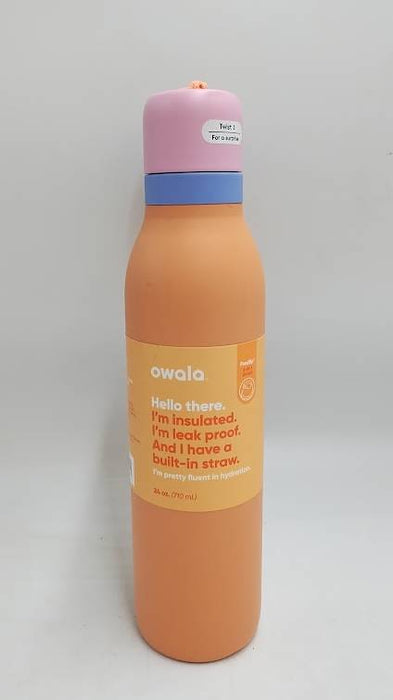 Twist
For a surprise
owala
Hello there.
I'm insulated.
I'm leak proof.
And I have a
built-in straw.
I'm pretty fluent in hydration.
24 oz. (710 mL)